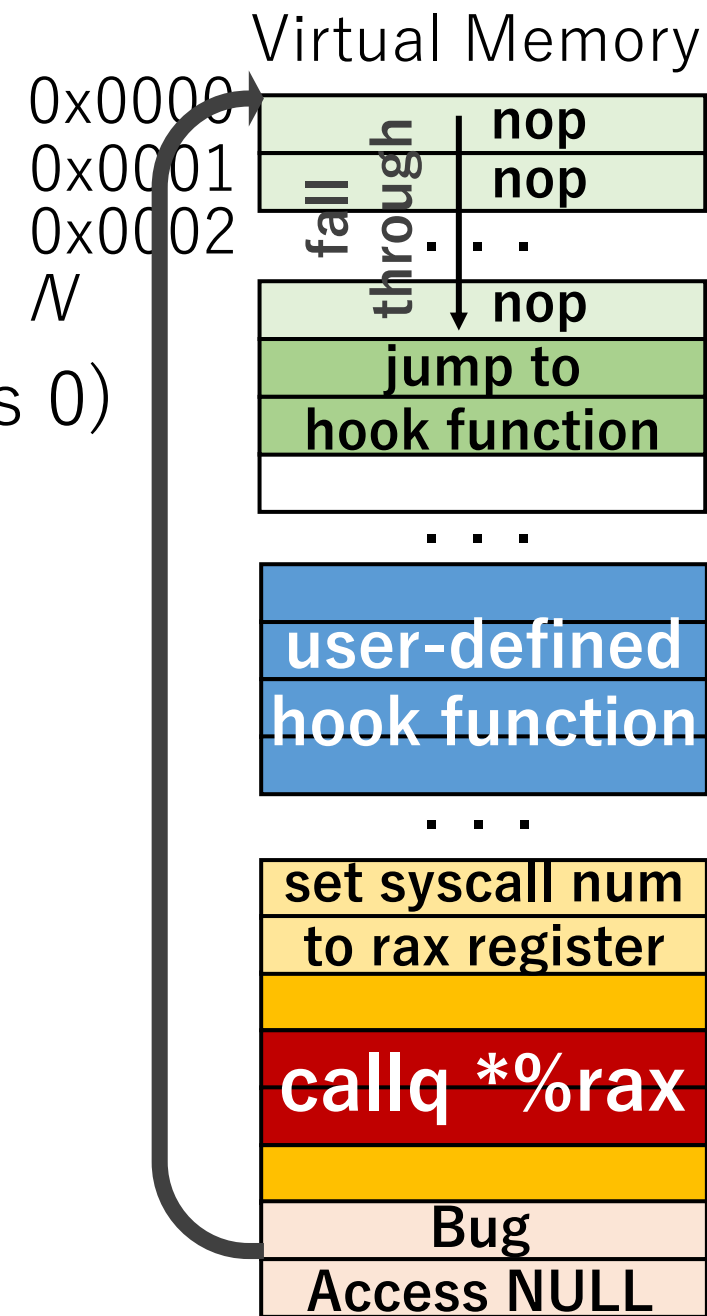 Virtual Memory
0x0000
nop
0x0001
nop
0x0002
. . .
fall
through
N
nop
jump to
s 0)
hook function
. . .
user-defined
hook function
. . .
set syscall num
to rax register
callq *%rax
Bug
Access NULL